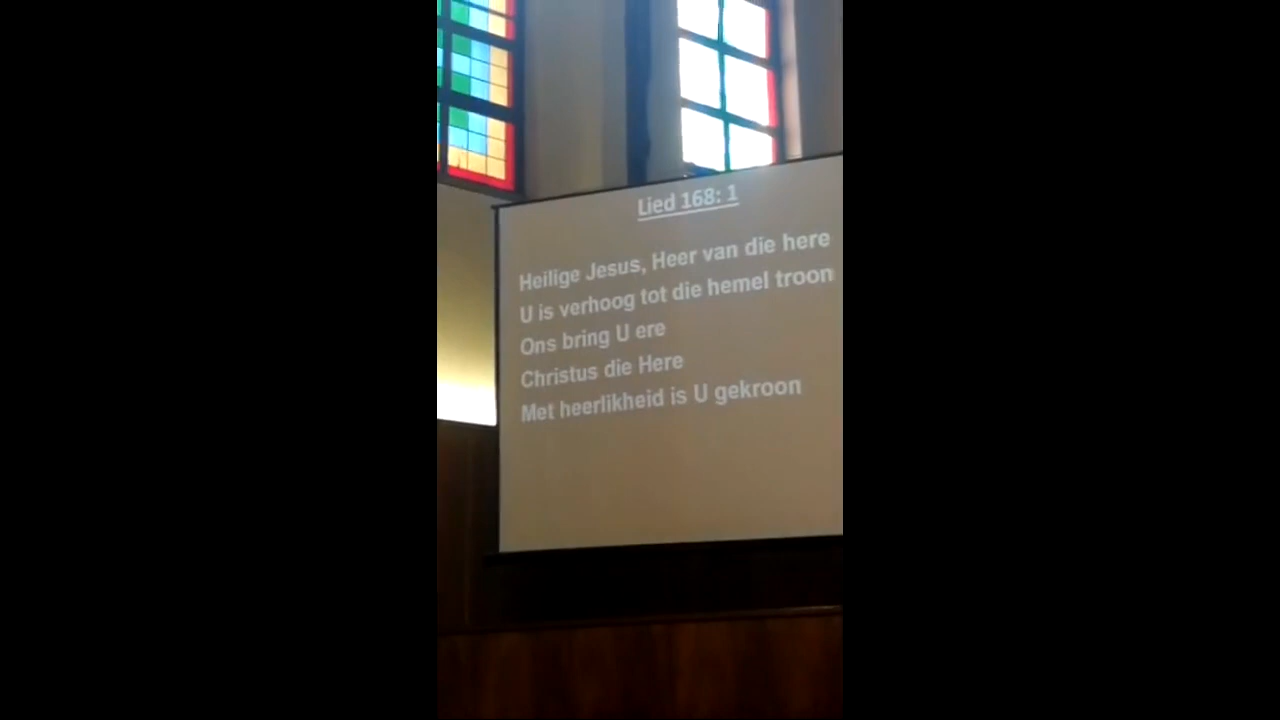 Lied 168: 1
Heilige Jesus, Heer van die here
U is verhoog tot die hemel troon
Ons bring U ere
Christus die Here
Met heerlikheid is U gekroon